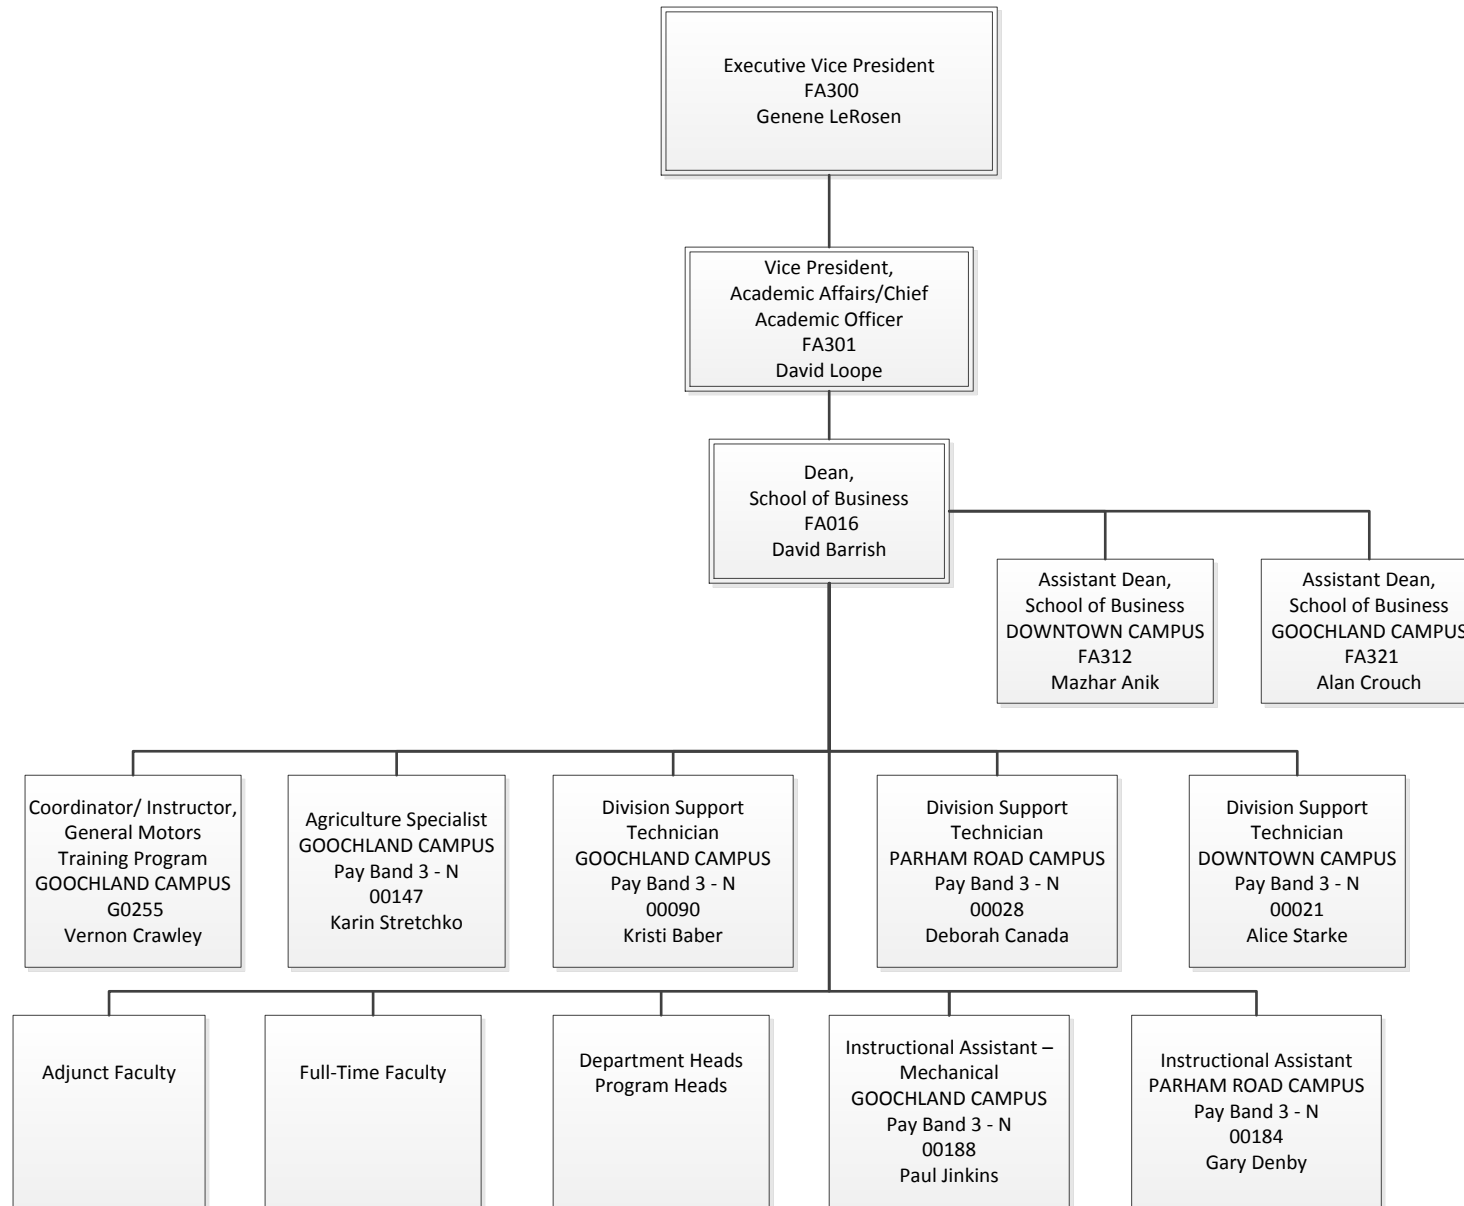 Executive Vice President
FA300
Genene LeRosen
Vice President,
Academic Affairs/Chief
Academic Officer
FA301
David Loope
Dean,
School of Business
FA016
David Barrish
Assistant Dean,
School of Business
DOWNTOWN CAMPUS
FA312
Mazhar Anik
Assistant Dean,
School of Business
GOOCHLAND CAMPUS
FA321
Alan Crouch
Coordinator/ Instructor,
General Motors
Training Program
GOOCHLAND CAMPUS
G0255
Vernon Crawley
Agriculture Specialist
GOOCHLAND CAMPUS
Pay Band 3 - N
00147
Karin Stretchko
Division Support
Technician
GOOCHLAND CAMPUS
Pay Band 3 - N
00090
Kristi Baber
Division Support
Technician
PARHAM ROAD CAMPUS
Pay Band 3 - N
00028
Deborah Canada
Division Support
Technician
DOWNTOWN CAMPUS
Pay Band 3 - N
00021
Alice Starke
Adjunct Faculty
Full-Time Faculty
Department Heads
Program Heads
Instructional Assistant –
Mechanical
GOOCHLAND CAMPUS
Pay Band 3 - N
00188
Paul Jinkins
Instructional Assistant
PARHAM ROAD CAMPUS
Pay Band 3 - N
00184
Gary Denby